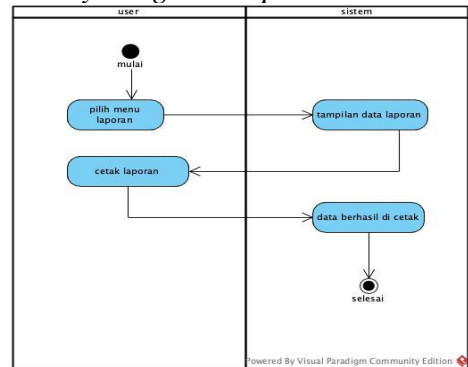 user sistem
mulai
pilih menu
laporan
tampilan data laporan
cetak laporan
data berhasil di cetak
selesai
Powered By Visual Paradigm Community Edition